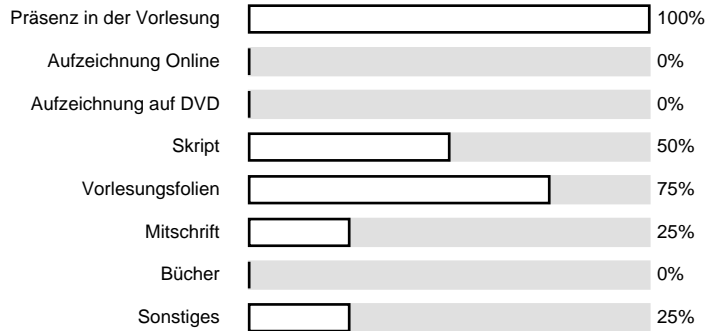 Präsenz in der Vorlesung 100%
Aufzeichnung Online 0%
Aufzeichnung auf DVD 0%
Skript 50%
Vorlesungsfolien 75%
Mitschrift 25%
Bücher 0%
Sonstiges 25%